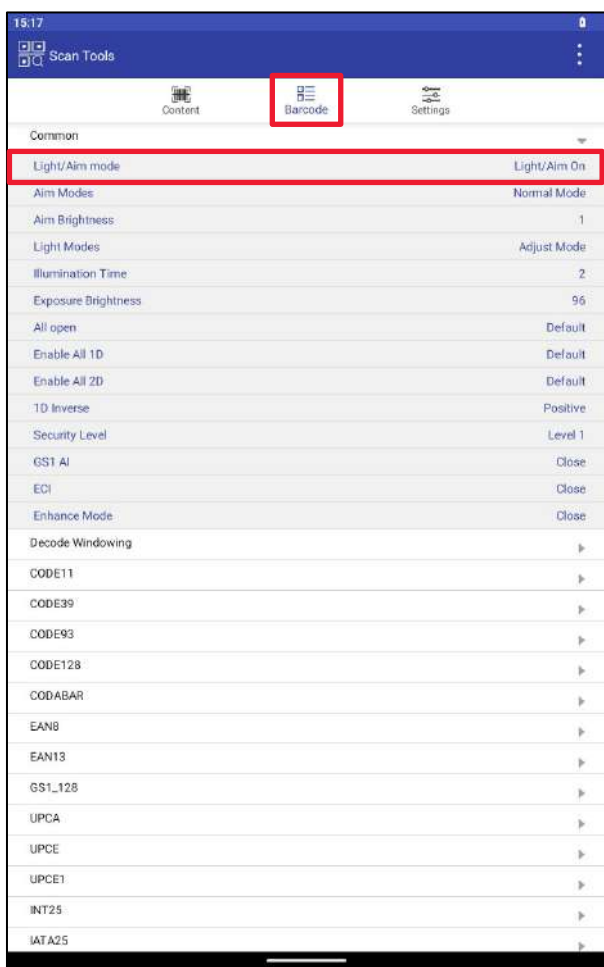 15:17
Scan Tools
Content Barcode Settings
Common
Light/Aim mode Light/Aim On
Aim Modes Normal Mode
Aim Brightness 1
Light Modes Adjust Mode
Illumination Time 2
Exposure Brightness 96
All open Default
Enable All 1D Default
Enable All 2D Default
1D Inverse Positive
Security Level Level 1
GS1 AI Close
ECI Close
Enhance Mode Close
Decode Windowing
CODE11
CODE39
CODE93
CODE128
CODABAR
EAN8
EAN13
GS1_128
UPCA
UPCE
UPCE1
INT25
IATA25